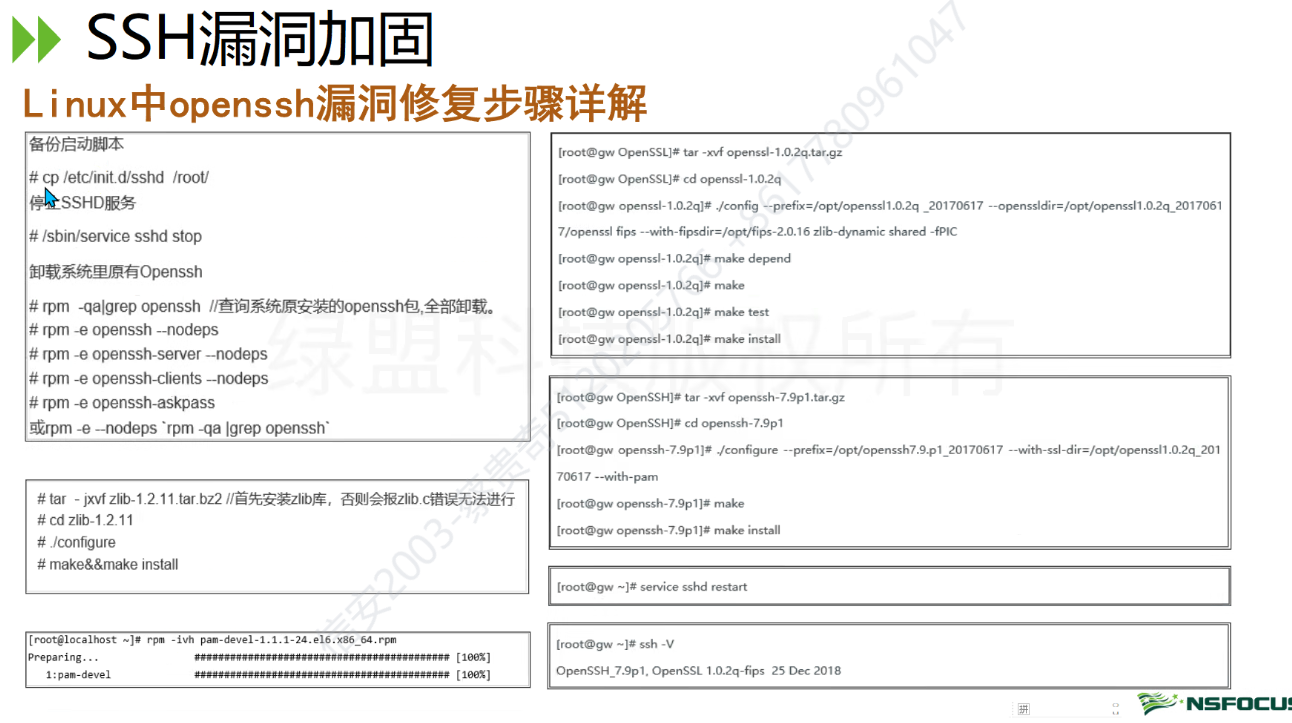 SSH漏洞加固
Linux中openssh漏洞修复步骤详解
备份启动脚本
# cp /etc/init.d/sshd /root/
停止SSHD服务
# /sbin/service sshd stop
卸载系统里原有Openssh
# rpm -qa|grep openssh //查询系统原安装的openssh包,全部卸载。
# rpm -e openssh --nodeps
# rpm -e openssh-server --nodeps
# rpm -e openssh-clients --nodeps
# rpm -e openssh-askpass
或rpm -e --nodeps `rpm -qa |grep openssh`
# tar - jxvf zlib-1.2.11.tar.bz2 //首先安装zlib库，否则会报zlib.c错误无法进行
# cd zlib-1.2.11
# ./configure
# make&&make install
[root@localhost ~]# rpm -ivh pam-devel-1.1.1-24.el6.x86_64.rpm
Preparing... ########################################### [100%]
1:pam-devel ########################################### [100%]
[root@gw OpenSSL]# tar -xvf openssl-1.0.2q.tar.gz
[root@gw OpenSSL]# cd openssl-1.0.2q
[root@gw openssl-1.0.2q]# ./config --prefix=/opt/openssl1.0.2q _20170617 --openssldir=/opt/openssl1.0.2q_2017061
7/openssl fips --with-fipsdir=/opt/fips-2.0.16 zlib-dynamic shared -fPIC
[root@gw openssl-1.0.2q]# make depend
[root@gw openssl-1.0.2q]# make
[root@gw openssl-1.0.2q]# make test
[root@gw openssl-1.0.2q]# make install
[root@gw OpenSSH]# tar -xvf openssh-7.9p1.tar.gz
[root@gw OpenSSH]# cd openssh-7.9p1
[root@gw openssh-7.9p1]# ./configure --prefix=/opt/openssh7.9.p1_20170617 --with-ssl-dir=/opt/openssl1.0.2q_201
70617 --with-pam
[root@gw openssh-7.9p1]# make
[root@gw openssh-7.9p1]# make install
[root@gw ~]# service sshd restart
[root@gw ~]# ssh -V
OpenSSH_7.9p1, OpenSSL 1.0.2q-fips 25 Dec 2018
绿盟科技版权所有
拼
NSFOCUS